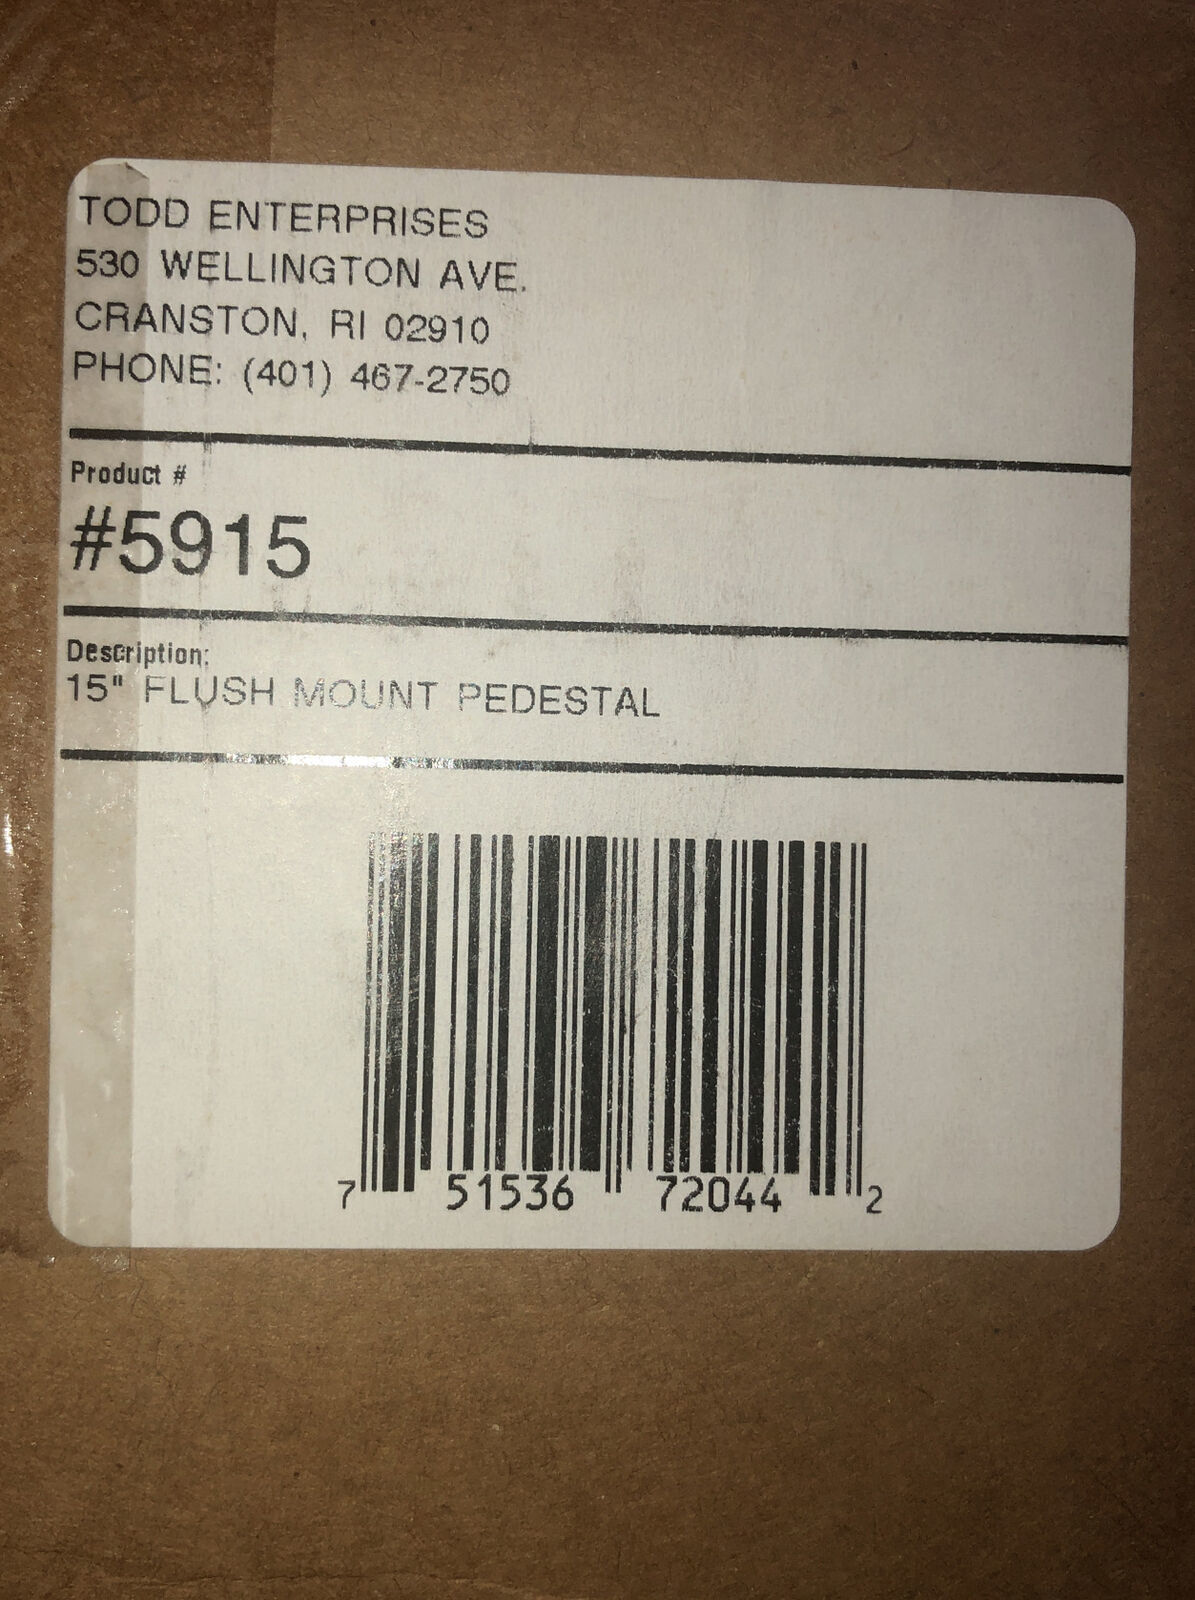 TODD ENTERPRISES
530 WELLINGTON AVE.
CRANSTON, RI 02910
PHONE: (401) 467-2750
Product #
#5915
Description:
15" FLUSH MOUNT PEDESTAL
7 51536 72044 2